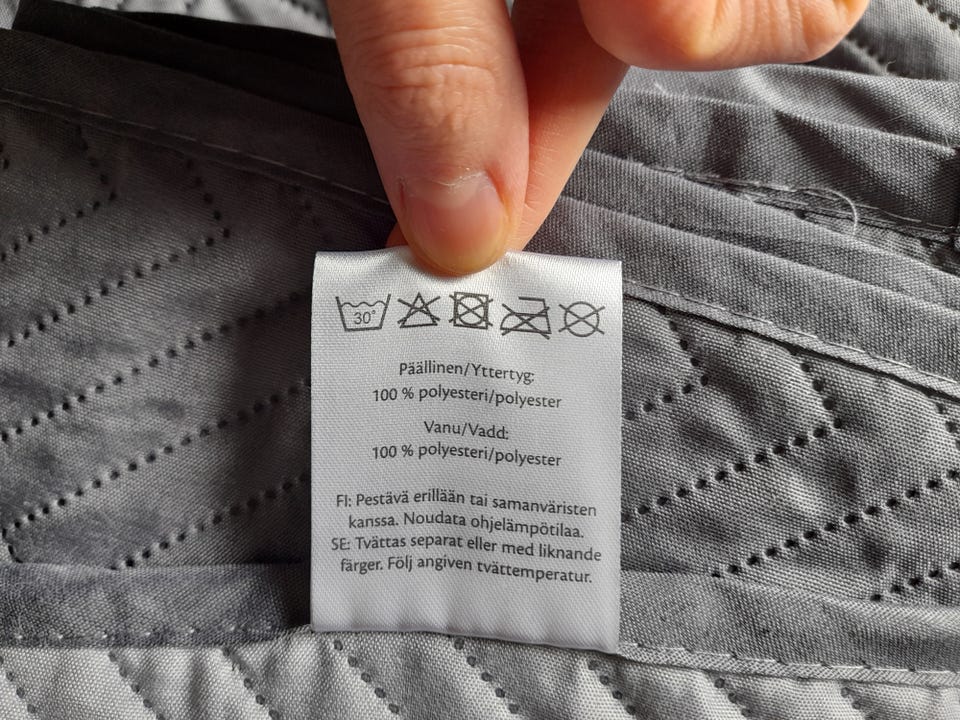 30°
Päällinen/Yttertyg:
100 % polyesteri/polyester
Vanu/Vadd:
100 % polyesteri/polyester
FI: Pestävä erillään tai samanväristen
kanssa. Noudata ohjelämpötilaa.
SE: Tvättas separat eller med liknande
färger. Följ angiven tvättemperatur.